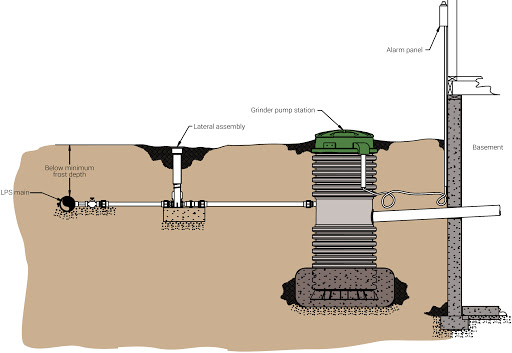 Alarm panel
Grinder pump station
Lateral assembly
Basement
Below minimum
frost depth
LPS main